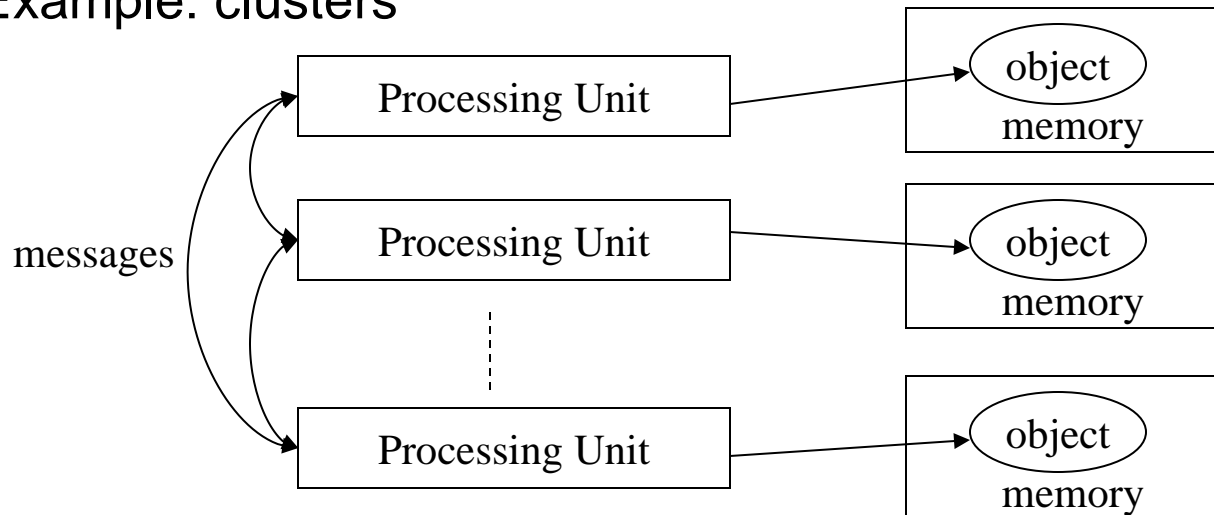 Example: clusters
Processing Unit
object
memory
messages
Processing Unit
object
memory
Processing Unit
object
memory